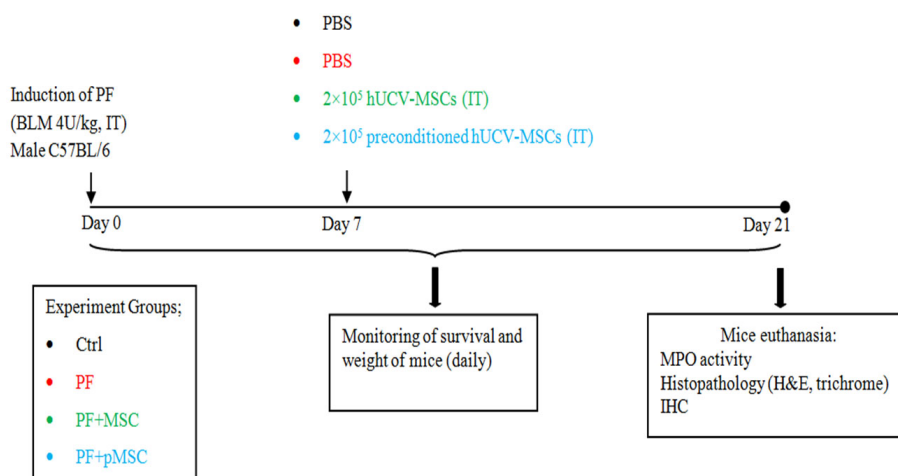 • PBS
• PBS
• 2×10⁵ hUCV-MSCs (IT)
• 2×10⁵ preconditioned hUCV-MSCs (IT)
Induction of PF
(BLM 4U/kg, IT)
Male C57BL/6
Day 0
Day 7
Day 21
Experiment Groups;
• Ctrl
• PF
• PF+MSC
• PF+pMSC
Monitoring of survival and
weight of mice (daily)
Mice euthanasia:
MPO activity
Histopathology (H&E, trichrome)
IHC